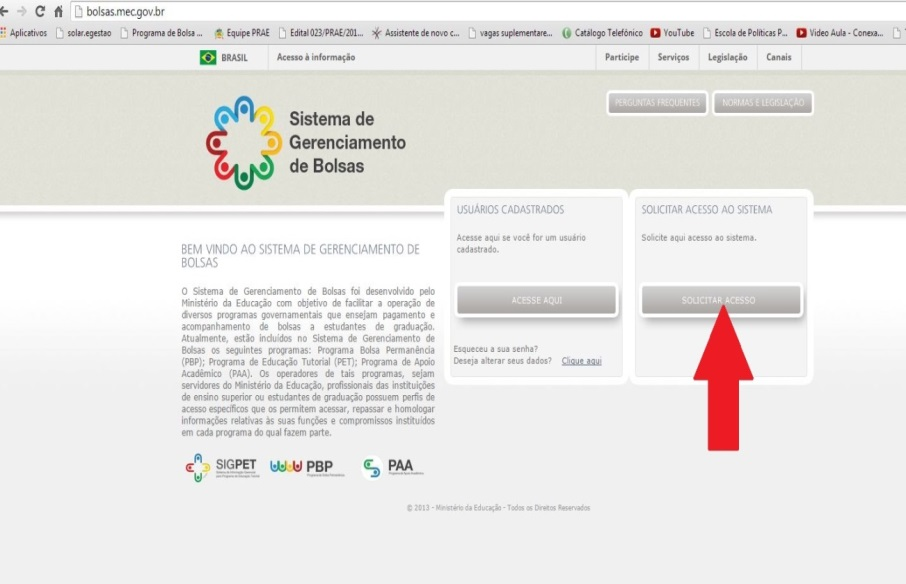 bolsas.mec.gov.br
Aplicativos solar.egestao Programa de Bolsa ... Equipe PRAE Edital 023/PRAE/201... Assistente de novo c... vagas suplementare... Catálogo Telefônico YouTube Escola de Políticas P... Video Aula - Conexa...
BRASIL Acesso à informação Participe Serviços Legislação Canais
PERGUNTAS FREQUENTES NORMAS E LEGISLAÇÃO
Sistema de
Gerenciamento
de Bolsas
USUÁRIOS CADASTRADOS
Acesse aqui se você for um usuário
cadastrado.
ACESSE AQUI
Esqueceu a sua senha?
Deseja alterar seus dados? Clique aqui
SOLICITAR ACESSO AO SISTEMA
Solicite aqui acesso ao sistema.
SOLICITAR ACESSO
BEM VINDO AO SISTEMA DE GERENCIAMENTO DE
BOLSAS
O Sistema de Gerenciamento de Bolsas foi desenvolvido pelo
Ministério da Educação com objetivo de facilitar a operação de
diversos programas governamentais que ensejam pagamento e
acompanhamento de bolsas a estudantes de graduação.
Atualmente, estão incluídos no Sistema de Gerenciamento de
Bolsas os seguintes programas: Programa Bolsa Permanência
(PBP); Programa de Educação Tutorial (PET); Programa de Apoio
Acadêmico (PAA). Os operadores de tais programas, sejam
servidores do Ministério da Educação, profissionais das instituições
de ensino superior ou estudantes de graduação possuem perfis de
acesso específicos que os permitem acessar, repassar e homologar
informações relativas às suas funções e compromissos instituídos
em cada programa do qual fazem parte.
SIGPET PBP PAA
© 2013 - Ministério da Educação - Todos os Direitos Reservados